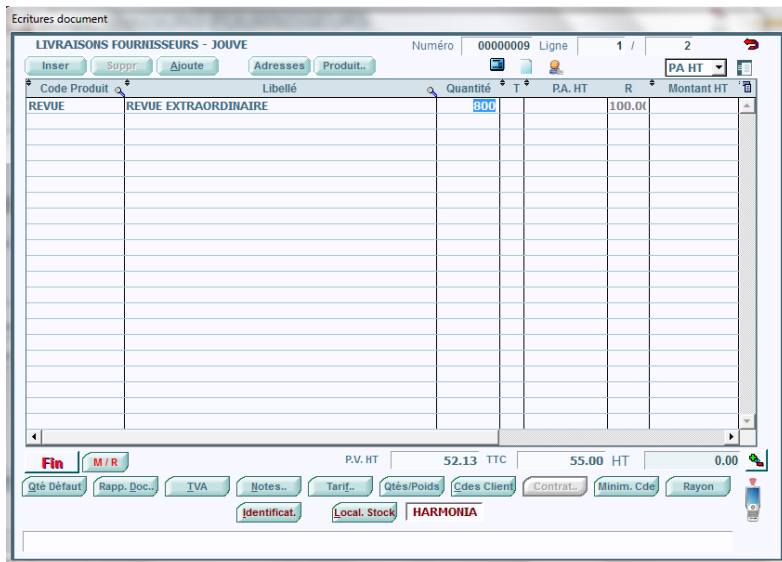 Ecritures document
LIVRAISONS FOURNISSEURS - JOUVE Numéro 00000009 Ligne 1 / 2
Inser Suppr Ajoute Adresses Produit.. PA HT
Code Produit Libellé Quantité T P.A. HT R Montant HT
REVUE REVUE EXTRAORDINAIRE 800 100.00
Fin M / R P.V. HT 52.13 TTC 55.00 HT 0.00
Qté Défaut Rapp. Doc.. TVA Notes.. Tarif.. Qtès/Poids Cdes Client Contrat.. Minim. Cde Rayon
Identificat. Local. Stock HARMONIA